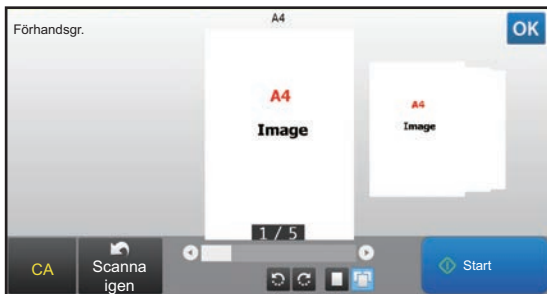 A4
Förhandsgr.
OK
A4
Image
A4
Image
1 / 5
CA
Scanna
igen
Start